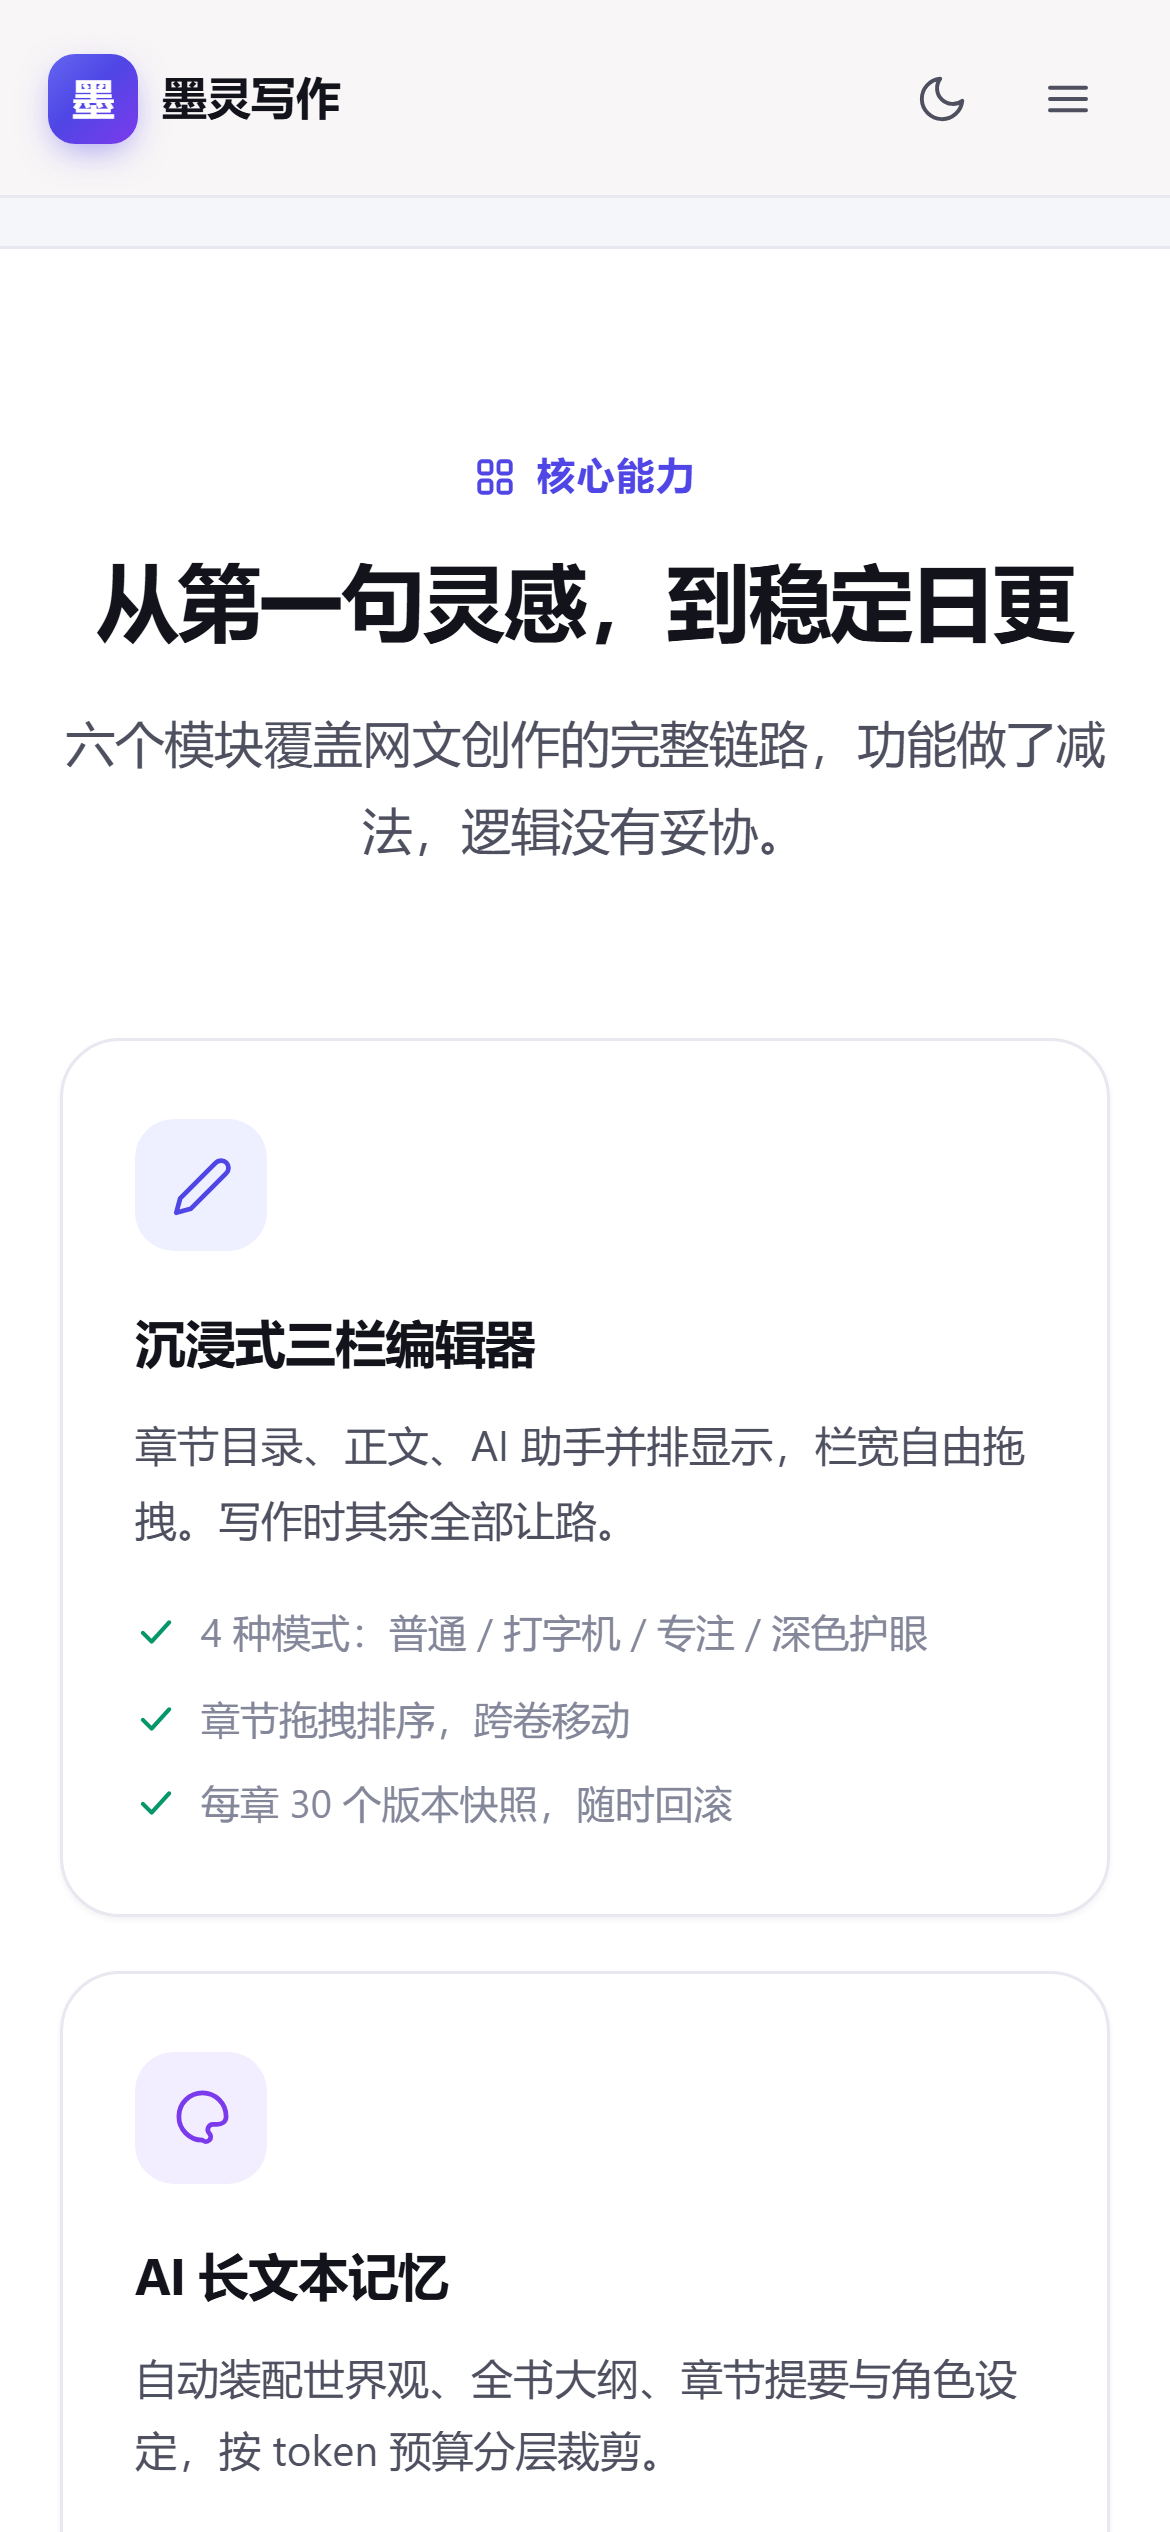 墨 墨灵写作
核心能力
从第一句灵感，到稳定日更
六个模块覆盖网文创作的完整链路，功能做了减
法，逻辑没有妥协。
沉浸式三栏编辑器
章节目录、正文、AI 助手并排显示，栏宽自由拖
拽。写作时其余全部让路。
4 种模式：普通 / 打字机 / 专注 / 深色护眼
章节拖拽排序，跨卷移动
每章 30 个版本快照，随时回滚
AI 长文本记忆
自动装配世界观、全书大纲、章节提要与角色设
定，按 token 预算分层裁剪。